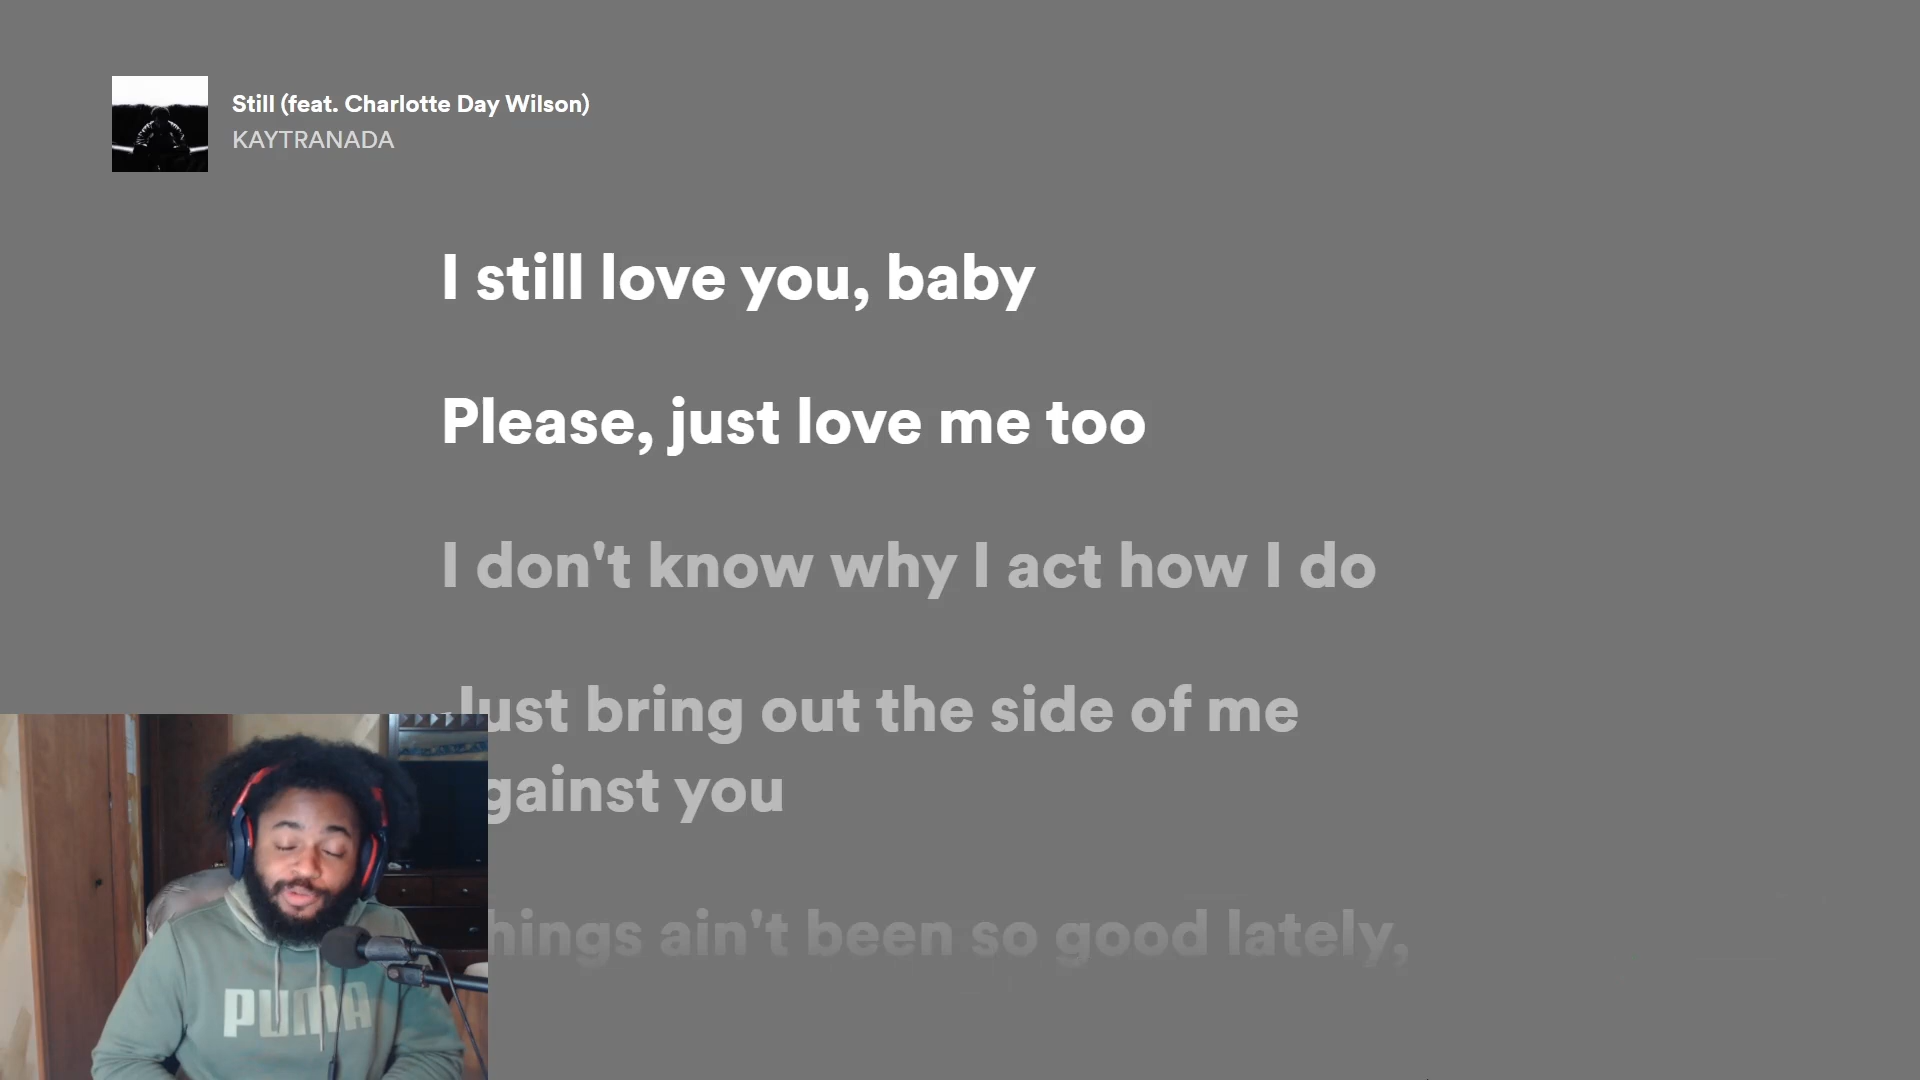 Still (feat. Charlotte Day Wilson)
KAYTRANADA
I still love you, baby
Please, just love me too
I don't know why I act how I do
Just bring out the side of me
gainst you
hings ain't been so good lately,
PUMA